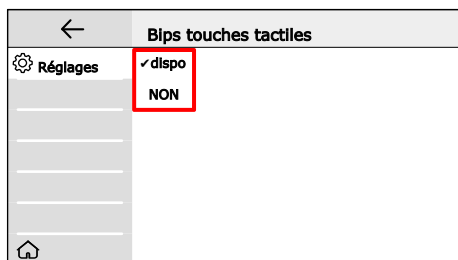 Bips touches tactiles
Réglages
✓dispo
NON